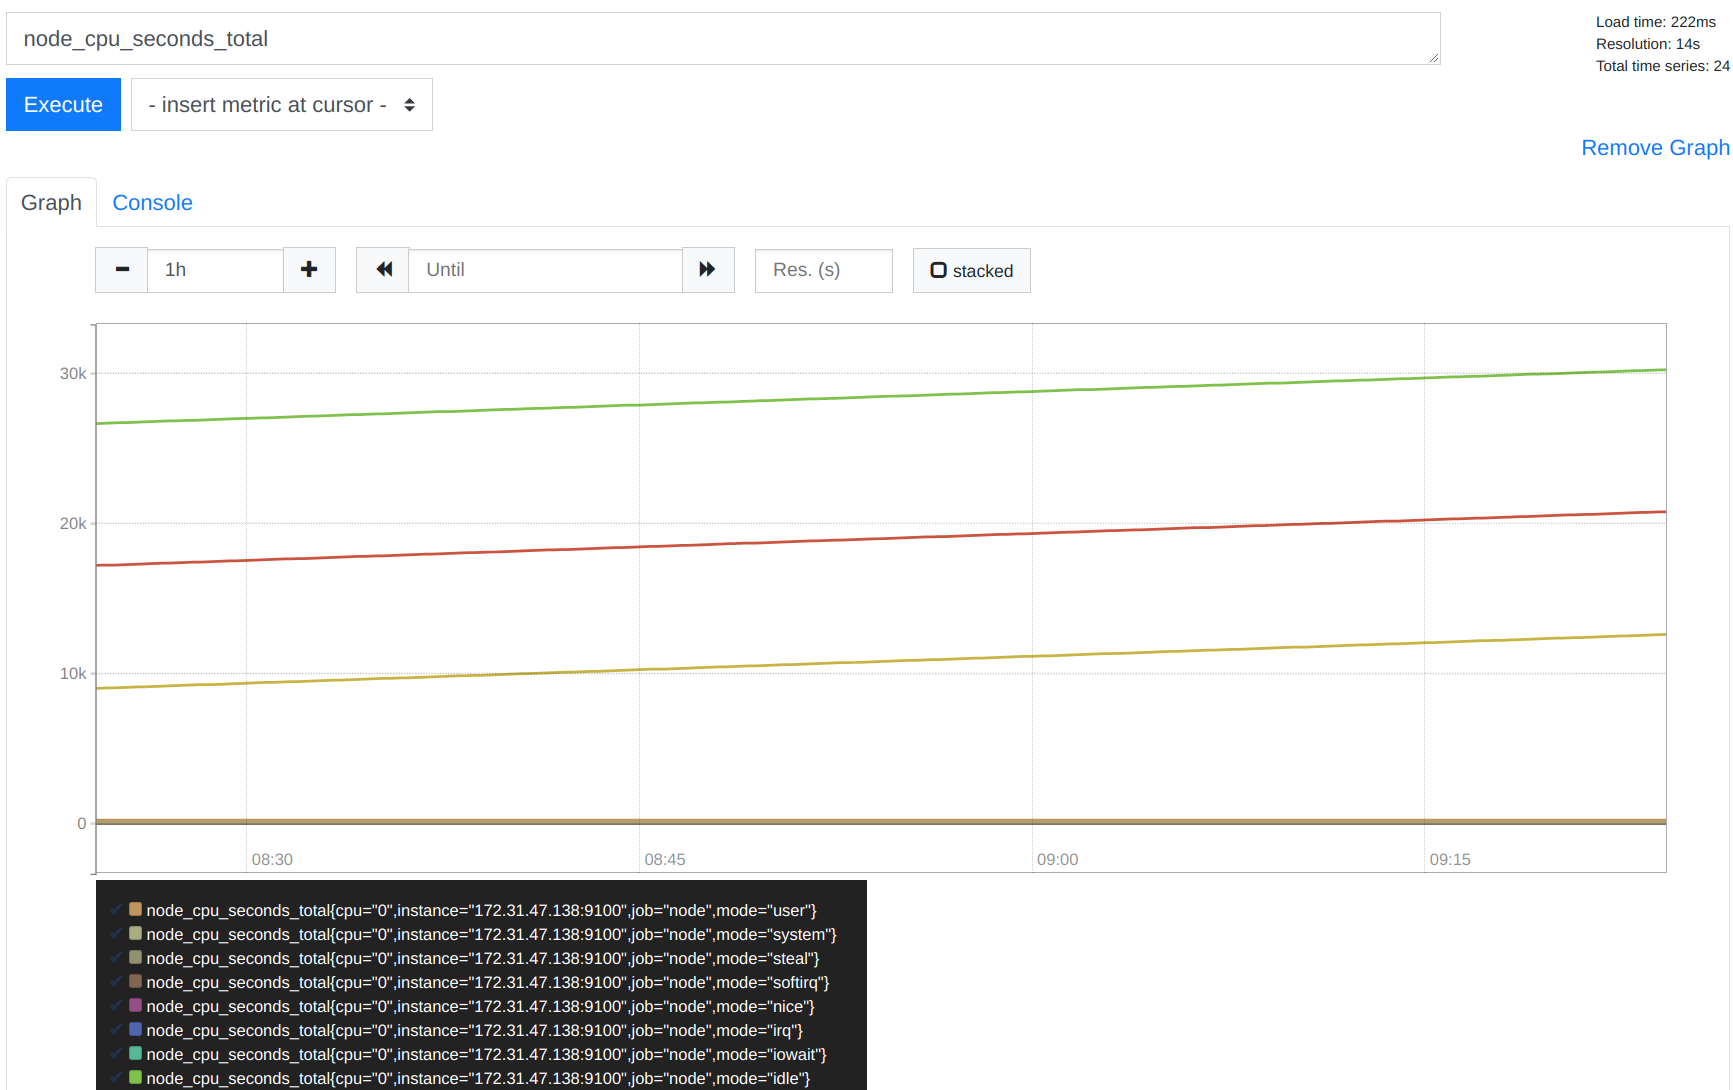 node_cpu_seconds_total
Load time: 222ms
Resolution: 14s
Total time series: 24
Execute
- insert metric at cursor -
Remove Graph
Graph
Console
1h
Until
Res. (s)
stacked
30k
20k
10k
0
08:30
08:45
09:00
09:15
node_cpu_seconds_total{cpu="0",instance="172.31.47.138:9100",job="node",mode="user"}
node_cpu_seconds_total{cpu="0",instance="172.31.47.138:9100",job="node",mode="system"}
node_cpu_seconds_total{cpu="0",instance="172.31.47.138:9100",job="node",mode="steal"}
node_cpu_seconds_total{cpu="0",instance="172.31.47.138:9100",job="node",mode="softirq"}
node_cpu_seconds_total{cpu="0",instance="172.31.47.138:9100",job="node",mode="nice"}
node_cpu_seconds_total{cpu="0",instance="172.31.47.138:9100",job="node",mode="irq"}
node_cpu_seconds_total{cpu="0",instance="172.31.47.138:9100",job="node",mode="iowait"}
node_cpu_seconds_total{cpu="0",instance="172.31.47.138:9100",job="node",mode="idle"}